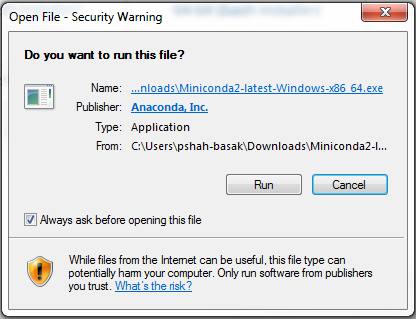 Open File - Security Warning
Do you want to run this file?
Name: ...nloads\Miniconda2-latest-Windows-x86_64.exe
Publisher: Anaconda, Inc.
Type: Application
From: C:\Users\pshah-basak\Downloads\Miniconda2-l...
Run Cancel
Always ask before opening this file
While files from the Internet can be useful, this file type can
potentially harm your computer. Only run software from publishers
you trust. What's the risk?